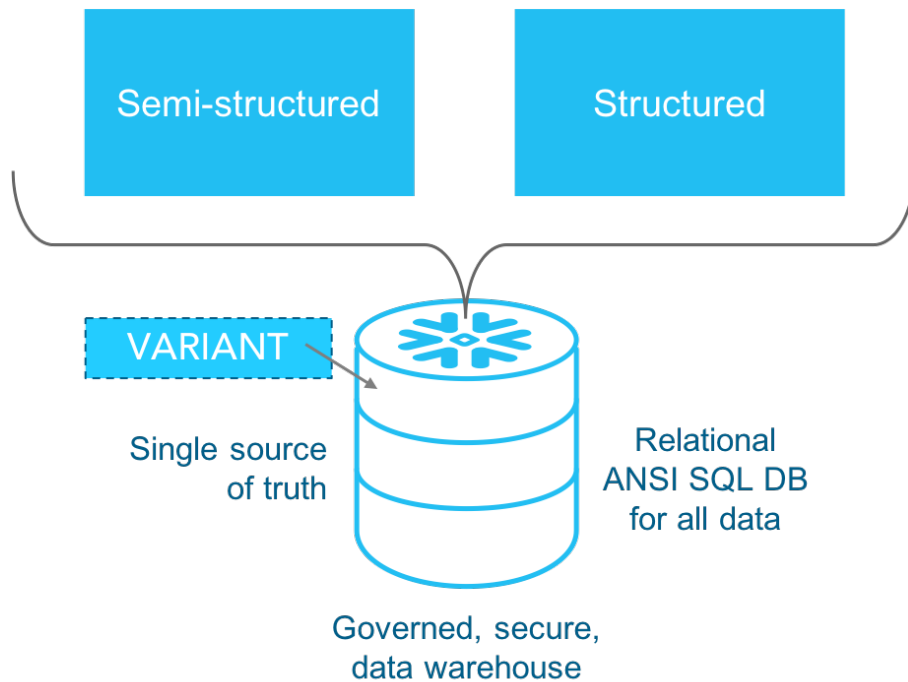 Semi-structured
Structured
VARIANT
Single source
of truth
Relational
ANSI SQL DB
for all data
Governed, secure,
data warehouse